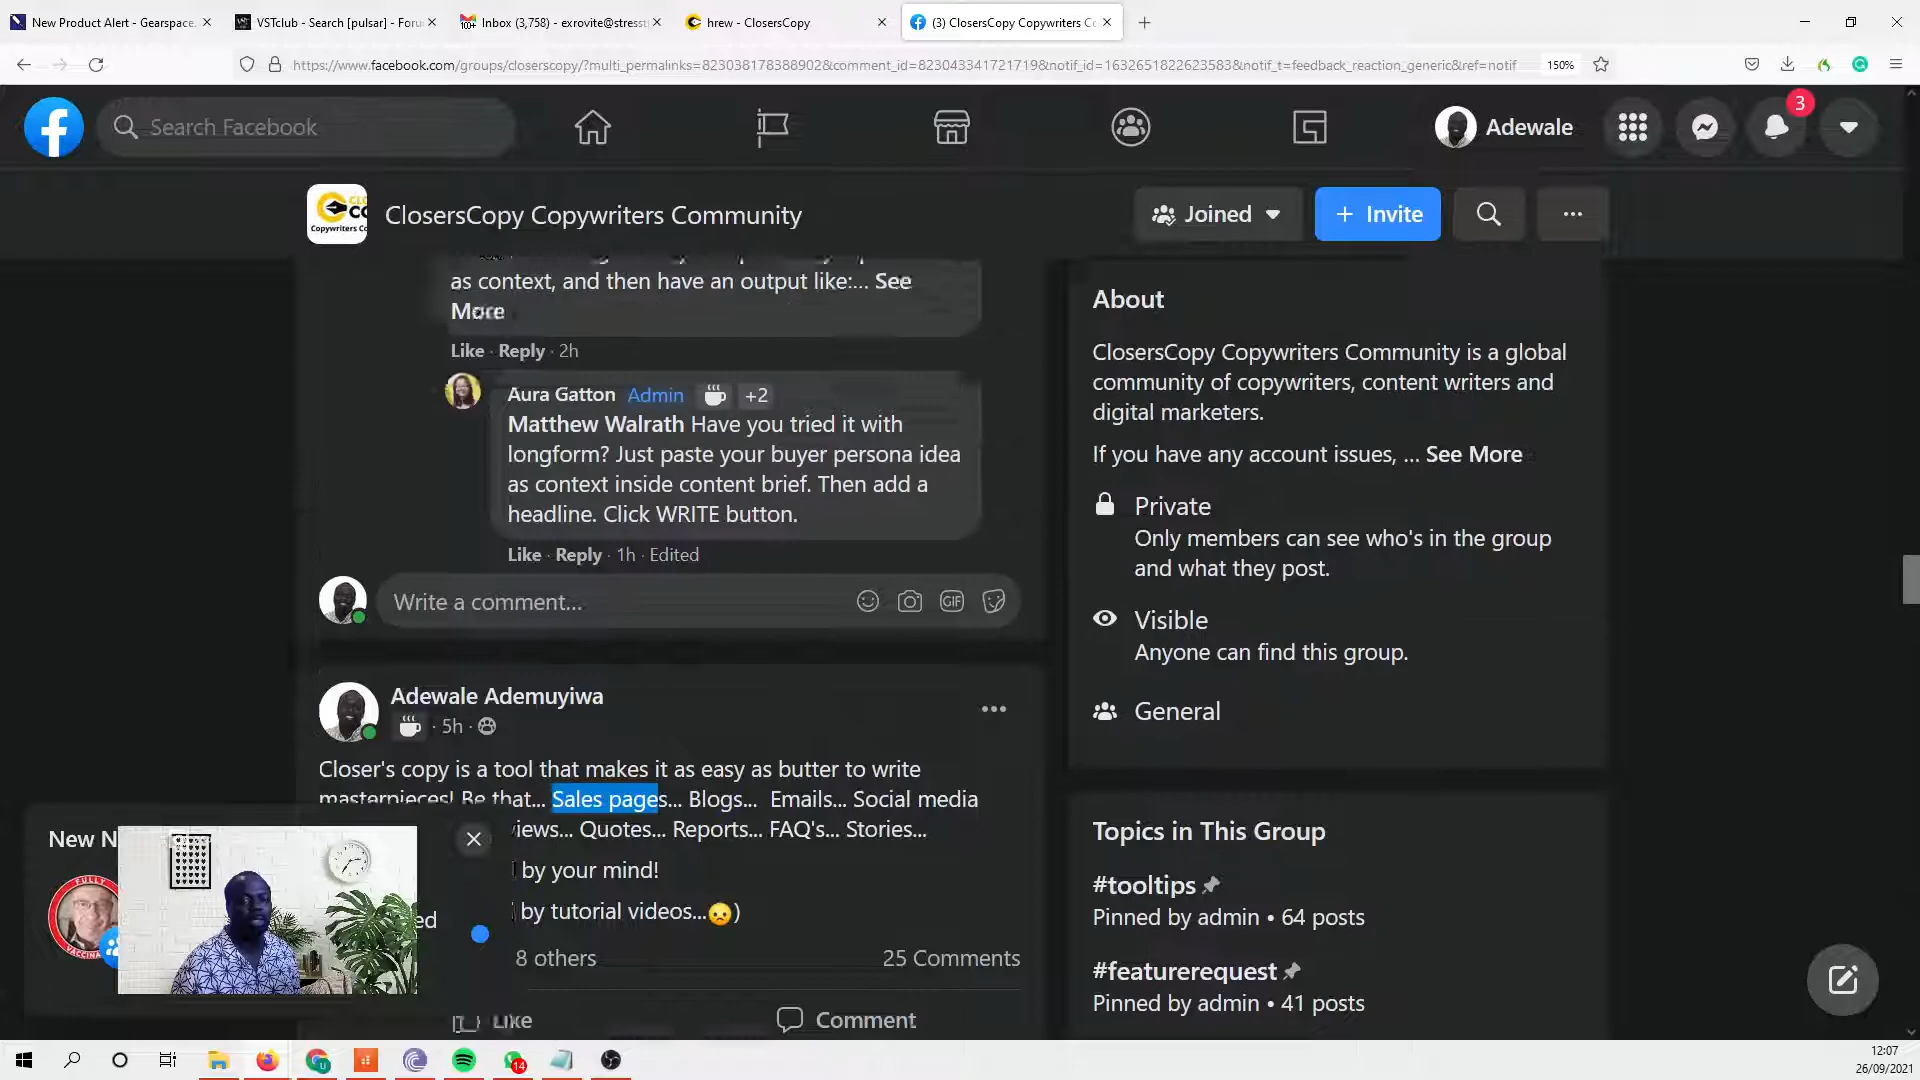 New Product Alert - Gearspace.
VSTclub - Search [pulsar] - Foru
100+
Inbox (3,758) - exrovite@stresst
hrew - ClosersCopy
(3) ClosersCopy Copywriters Co
https://www.facebook.com/groups/closerscopy/?multi_permalinks=823038178388902&comment_id=823043341721719&notif_id=1632651822623583&notif_t=feedback_reaction_generic&ref=notif
150%
Search Facebook
Adewale
3
Copywriters Co
ClosersCopy Copywriters Community
Joined
+ Invite
as context, and then have an output like:... See
More
Like · Reply · 2h
Aura Gatton Admin +2
Matthew Walrath Have you tried it with
longform? Just paste your buyer persona idea
as context inside content brief. Then add a
headline. Click WRITE button.
Like · Reply · 1h · Edited
Write a comment...
GIF
Adewale Ademuyiwa
· 5h ·
Closer's copy is a tool that makes it as easy as butter to write
masterpieces! Be that... Sales pages... Blogs... Emails... Social media
iews... Quotes... Reports... FAQ's... Stories...
by your mind!
by tutorial videos...😟)
8 others
25 Comments
Like
Comment
New N
FULLY
VACCINA
ed
About
ClosersCopy Copywriters Community is a global
community of copywriters, content writers and
digital marketers.
If you have any account issues, ... See More
Private
Only members can see who's in the group
and what they post.
Visible
Anyone can find this group.
General
Topics in This Group
#tooltips
Pinned by admin • 64 posts
#featurerequest
Pinned by admin • 41 posts
14
12:07
26/09/2021